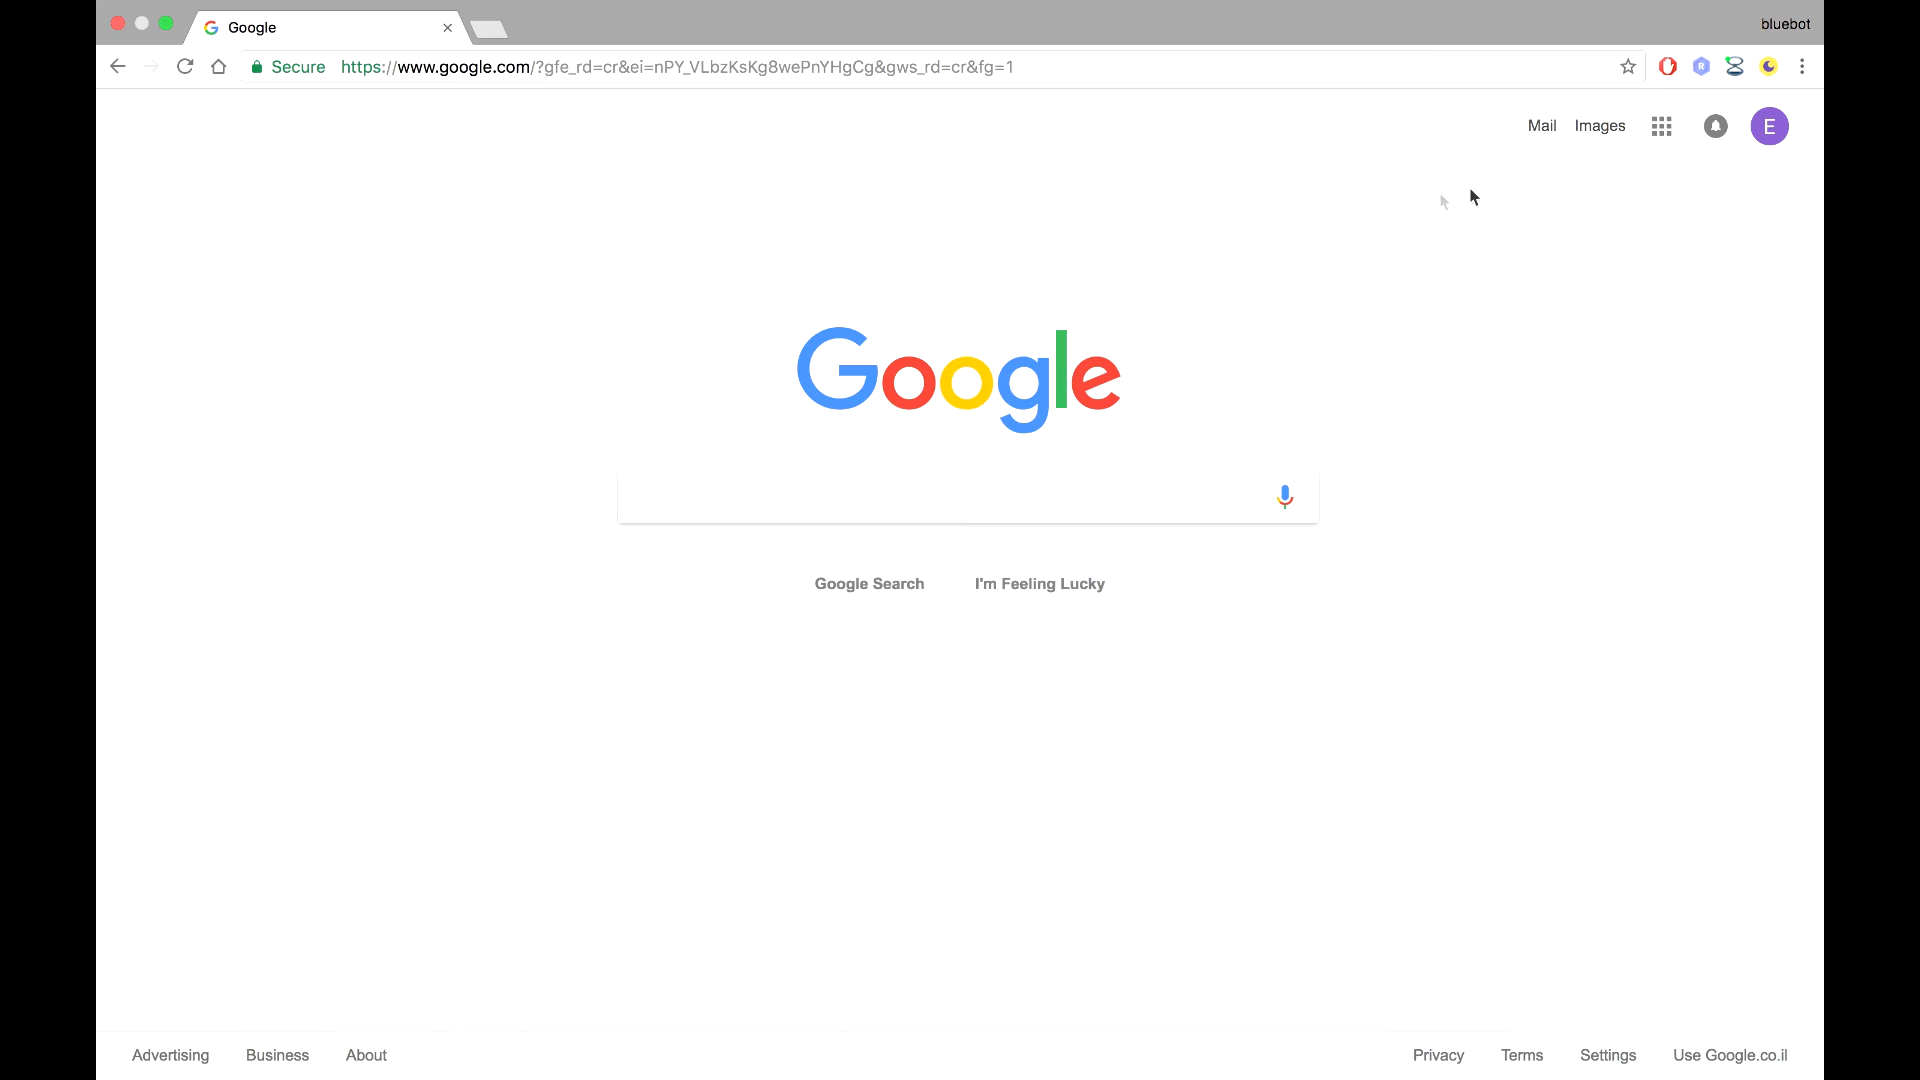 Google
bluebot
Secure https://www.google.com/?gfe_rd=cr&ei=nPY_VLbzKsKg8wePnYHgCg&gws_rd=cr&fg=1
Mail Images E
Google
Google Search I'm Feeling Lucky
Advertising Business About Privacy Terms Settings Use Google.co.il